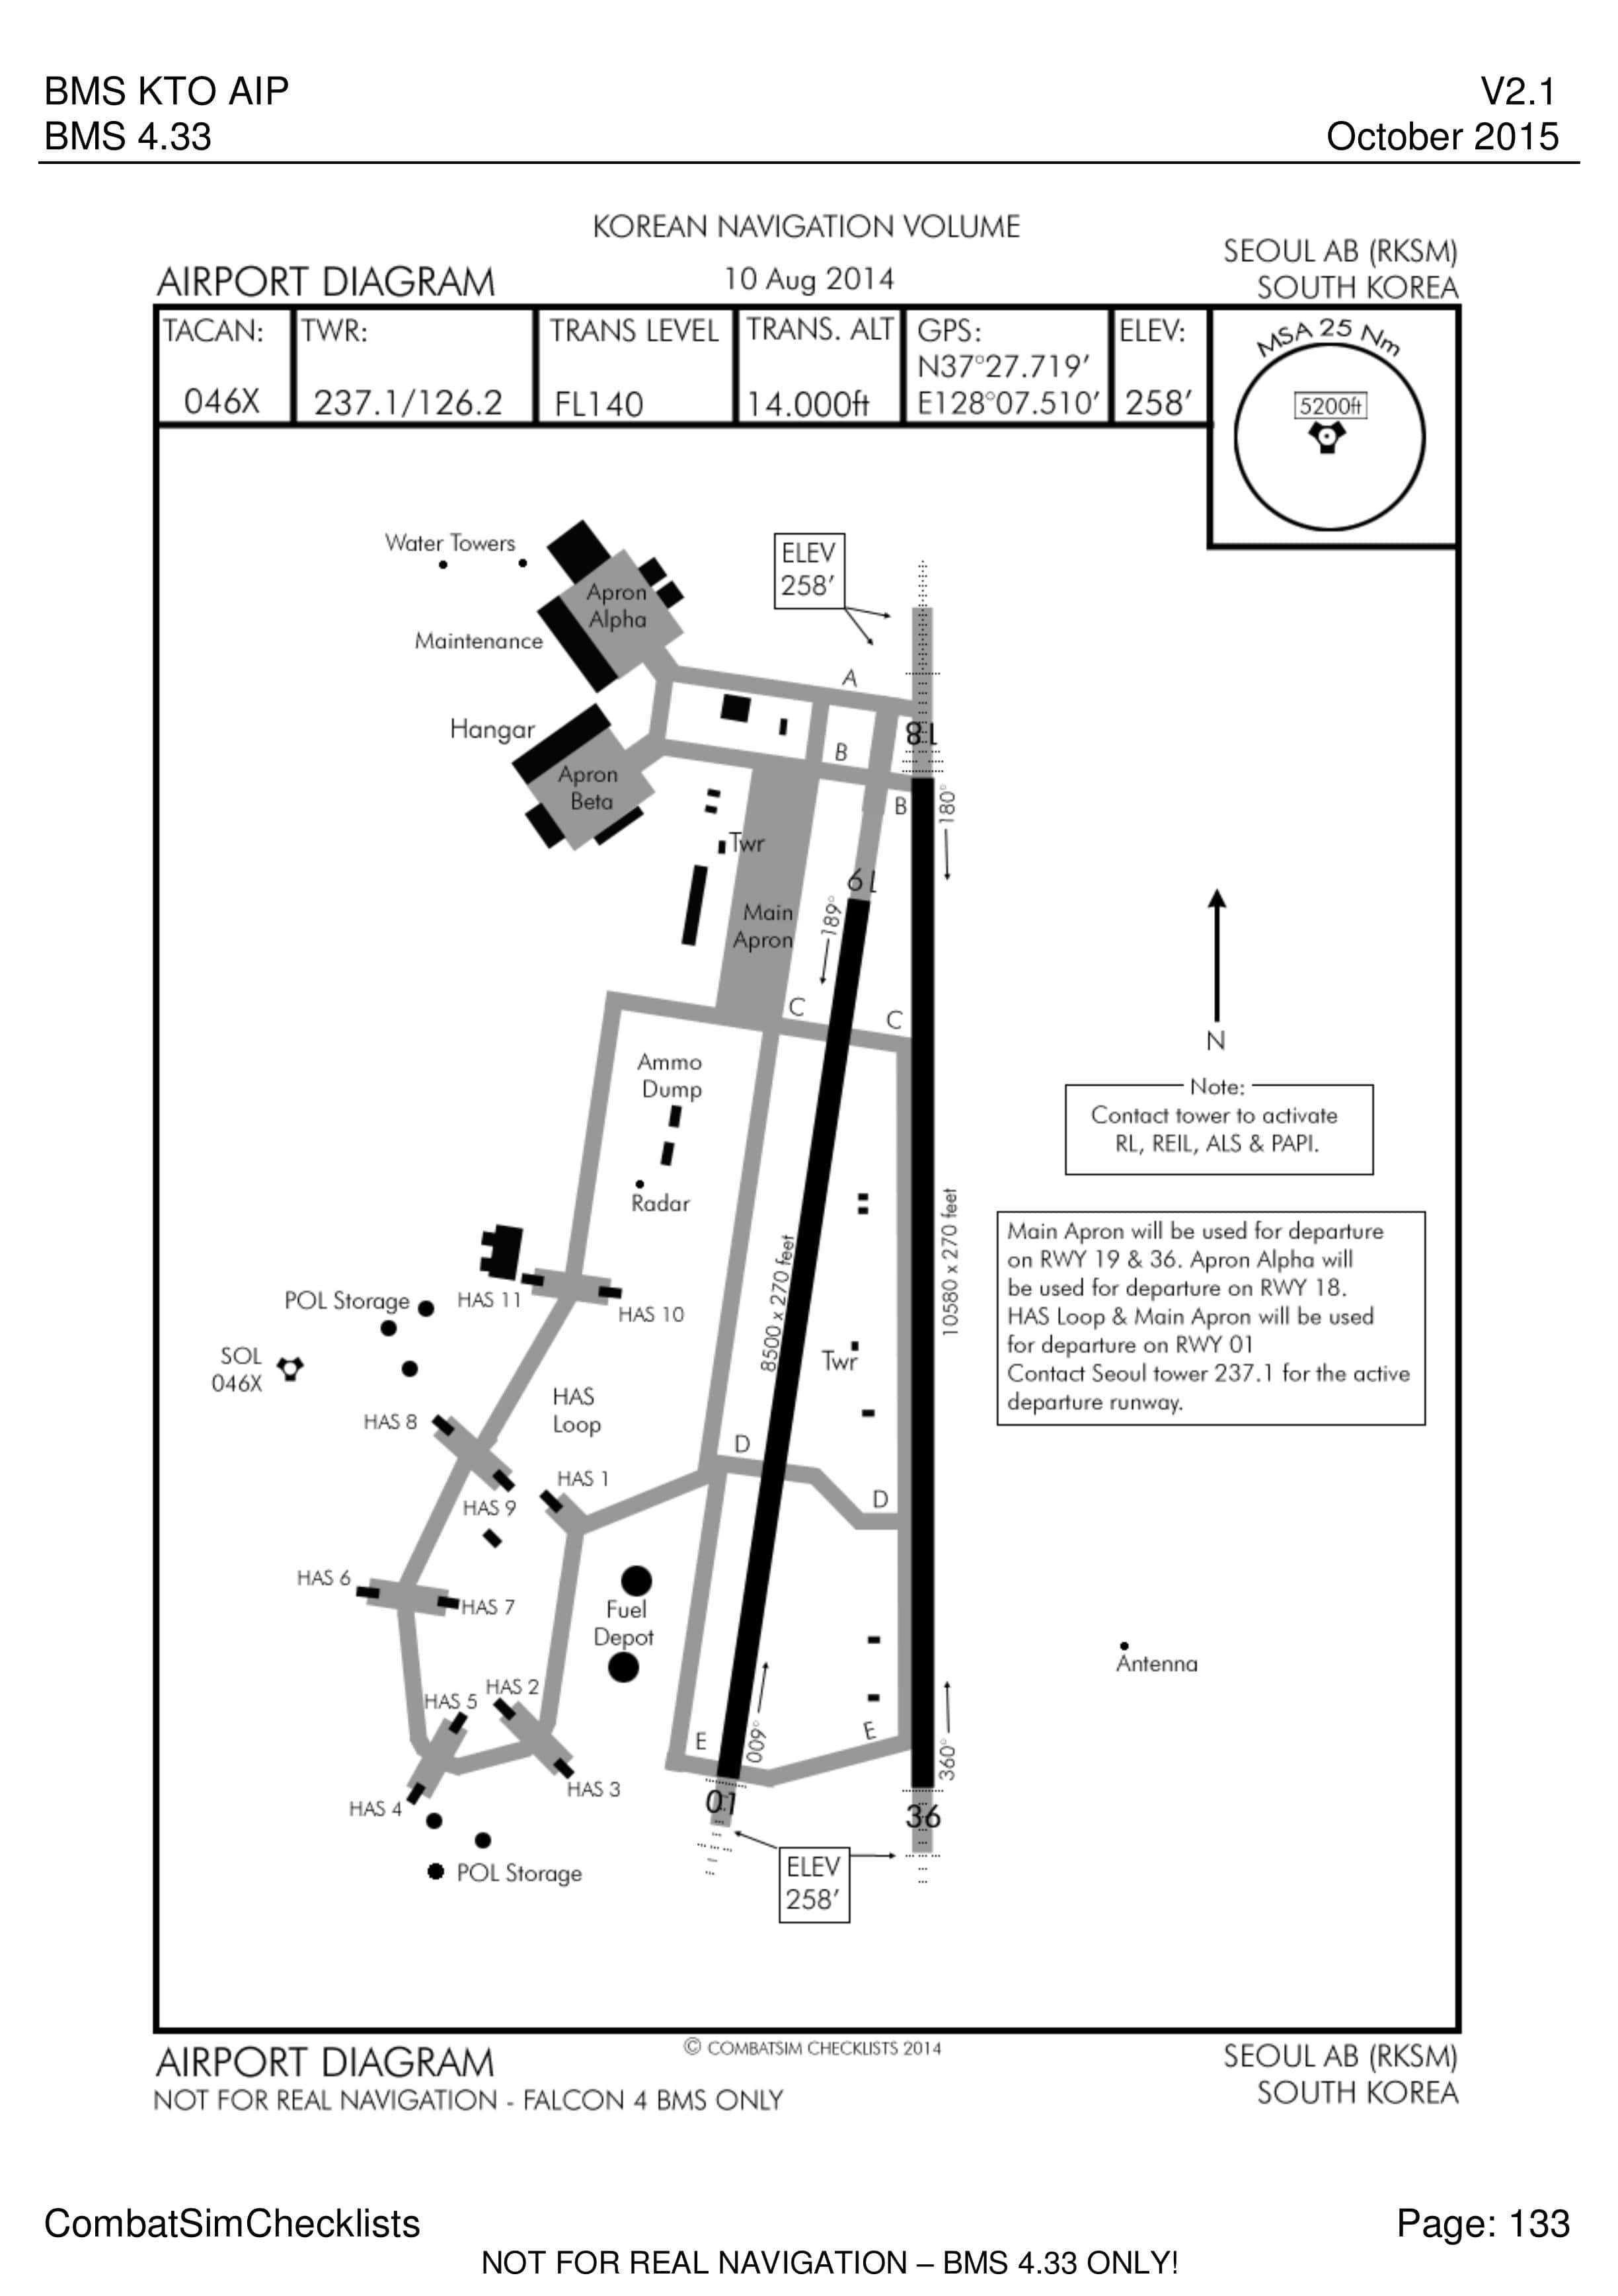 BMS KTO AIP
V2.1
BMS 4.33
October 2015
KOREAN NAVIGATION VOLUME
SEOUL AB (RKSM)
AIRPORT DIAGRAM
10 Aug 2014
SOUTH KOREA
TACAN:
046X
TWR:
237.1/126.2
TRANS LEVEL
FL140
TRANS. ALT
14.000ft
GPS:
N37°27.719′
E128°07.510′
ELEV:
258′
MSA 25 Nm
5200ft
Water Towers
Apron
Alpha
Maintenance
ELEV
258′
A
Hangar
B
18
Apron
Beta
B
180°
Twr
19
Main
Apron
189°
C
C
N
Ammo
Dump
Radar
Note:
Contact tower to activate
RL, REIL, ALS & PAPI.
8500 x 270 feet
10580 x 270 feet
Main Apron will be used for departure
on RWY 19 & 36. Apron Alpha will
be used for departure on RWY 18.
HAS Loop & Main Apron will be used
for departure on RWY 01
Contact Seoul tower 237.1 for the active
departure runway.
POL Storage
HAS 11
HAS 10
SOL
046X
Twr
HAS
Loop
HAS 8
D
HAS 1
HAS 9
D
HAS 6
HAS 7
Fuel
Depot
Antenna
HAS 2
HAS 5
E
E
009°
360°
HAS 3
HAS 4
01
36
POL Storage
ELEV
258′
© COMBATSIM CHECKLISTS 2014
AIRPORT DIAGRAM
SEOUL AB (RKSM)
NOT FOR REAL NAVIGATION - FALCON 4 BMS ONLY
SOUTH KOREA
CombatSimChecklists
Page: 133
NOT FOR REAL NAVIGATION – BMS 4.33 ONLY!